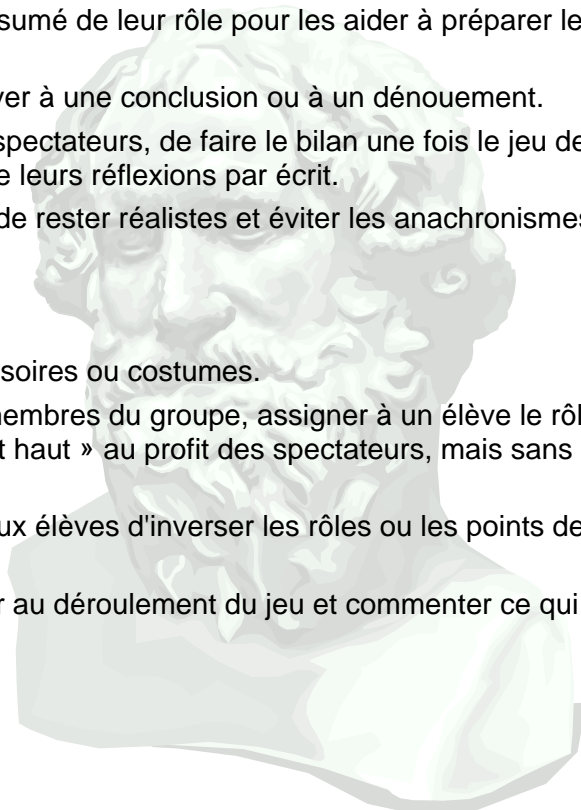 sumé de leur rôle pour les aider à préparer le
ver à une conclusion ou à un dénouement.
spectateurs, de faire le bilan une fois le jeu de
e leurs réflexions par écrit.
de rester réalistes et éviter les anachronismes
soires ou costumes.
membres du groupe, assigner à un élève le rôl
t haut » au profit des spectateurs, mais sans
ux élèves d'inverser les rôles ou les points de
r au déroulement du jeu et commenter ce qui